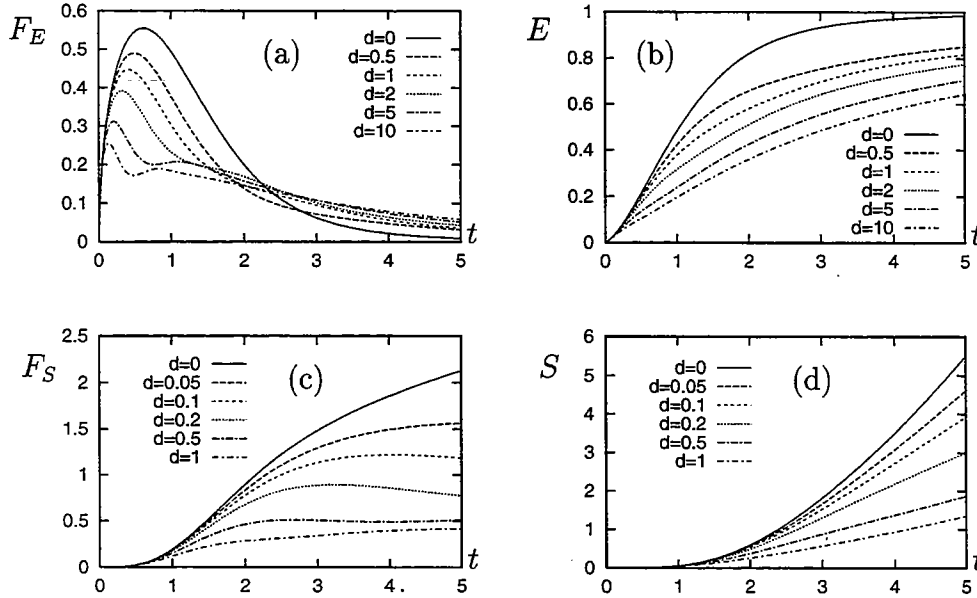 F_E
0.6
0.5
0.4
0.3
0.2
0.1
0
0 1 2 3 4 5
t
(a)
d=0
d=0.5
d=1
d=2
d=5
d=10
E
1
0.8
0.6
0.4
0.2
0
0 1 2 3 4 5
t
(b)
d=0
d=0.5
d=1
d=2
d=5
d=10
F_S
2.5
2
1.5
1
0.5
0
0 1 2 3 4 5
t
(c)
d=0
d=0.05
d=0.1
d=0.2
d=0.5
d=1
S
6
5
4
3
2
1
0
0 1 2 3 4 5
t
(d)
d=0
d=0.05
d=0.1
d=0.2
d=0.5
d=1